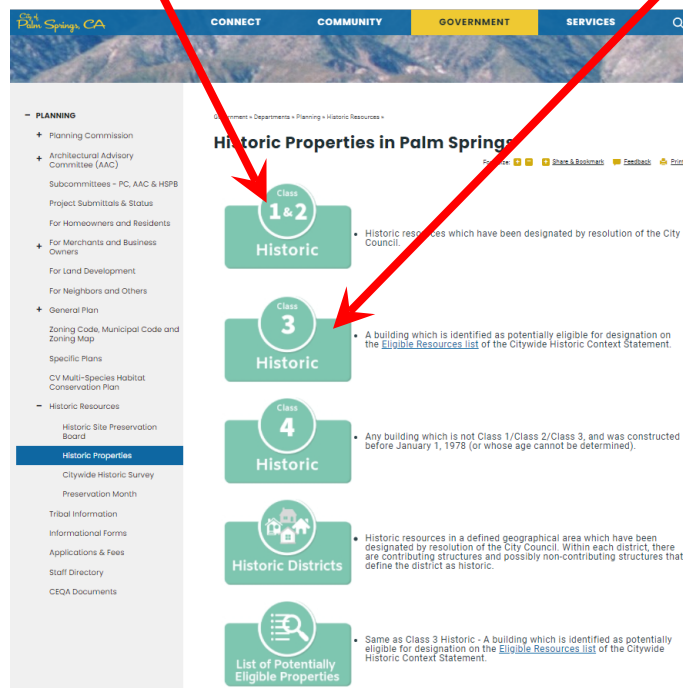 City of
Palm Springs, CA
CONNECT
COMMUNITY
GOVERNMENT
SERVICES
− PLANNING
+ Planning Commission
+ Architectural Advisory
Committee (AAC)
Subcommittees - PC, AAC & HSPB
Project Submittals & Status
For Homeowners and Residents
+ For Merchants and Business
Owners
For Land Development
For Neighbors and Others
+ General Plan
Zoning Code, Municipal Code and
Zoning Map
Specific Plans
CV Multi-Species Habitat
Conservation Plan
− Historic Resources
Historic Site Preservation
Board
Historic Properties
Citywide Historic Survey
Preservation Month
Tribal Information
Informational Forms
Applications & Fees
Staff Directory
CEQA Documents
Government » Departments » Planning » Historic Resources »
Historic Properties in Palm Springs
Share & Bookmark Feedback Print
Class
1&2
Historic
• Historic resources which have been designated by resolution of the City
Council.
Class
3
Historic
• A building which is identified as potentially eligible for designation on
the Eligible Resources list of the Citywide Historic Context Statement.
Class
4
Historic
• Any building which is not Class 1/Class 2/Class 3, and was constructed
before January 1, 1978 (or whose age cannot be determined).
Historic Districts
• Historic resources in a defined geographical area which have been
designated by resolution of the City Council. Within each district, there
are contributing structures and possibly non-contributing structures that
define the district as historic.
List of Potentially
Eligible Properties
• Same as Class 3 Historic - A building which is identified as potentially
eligible for designation on the Eligible Resources list of the Citywide
Historic Context Statement.